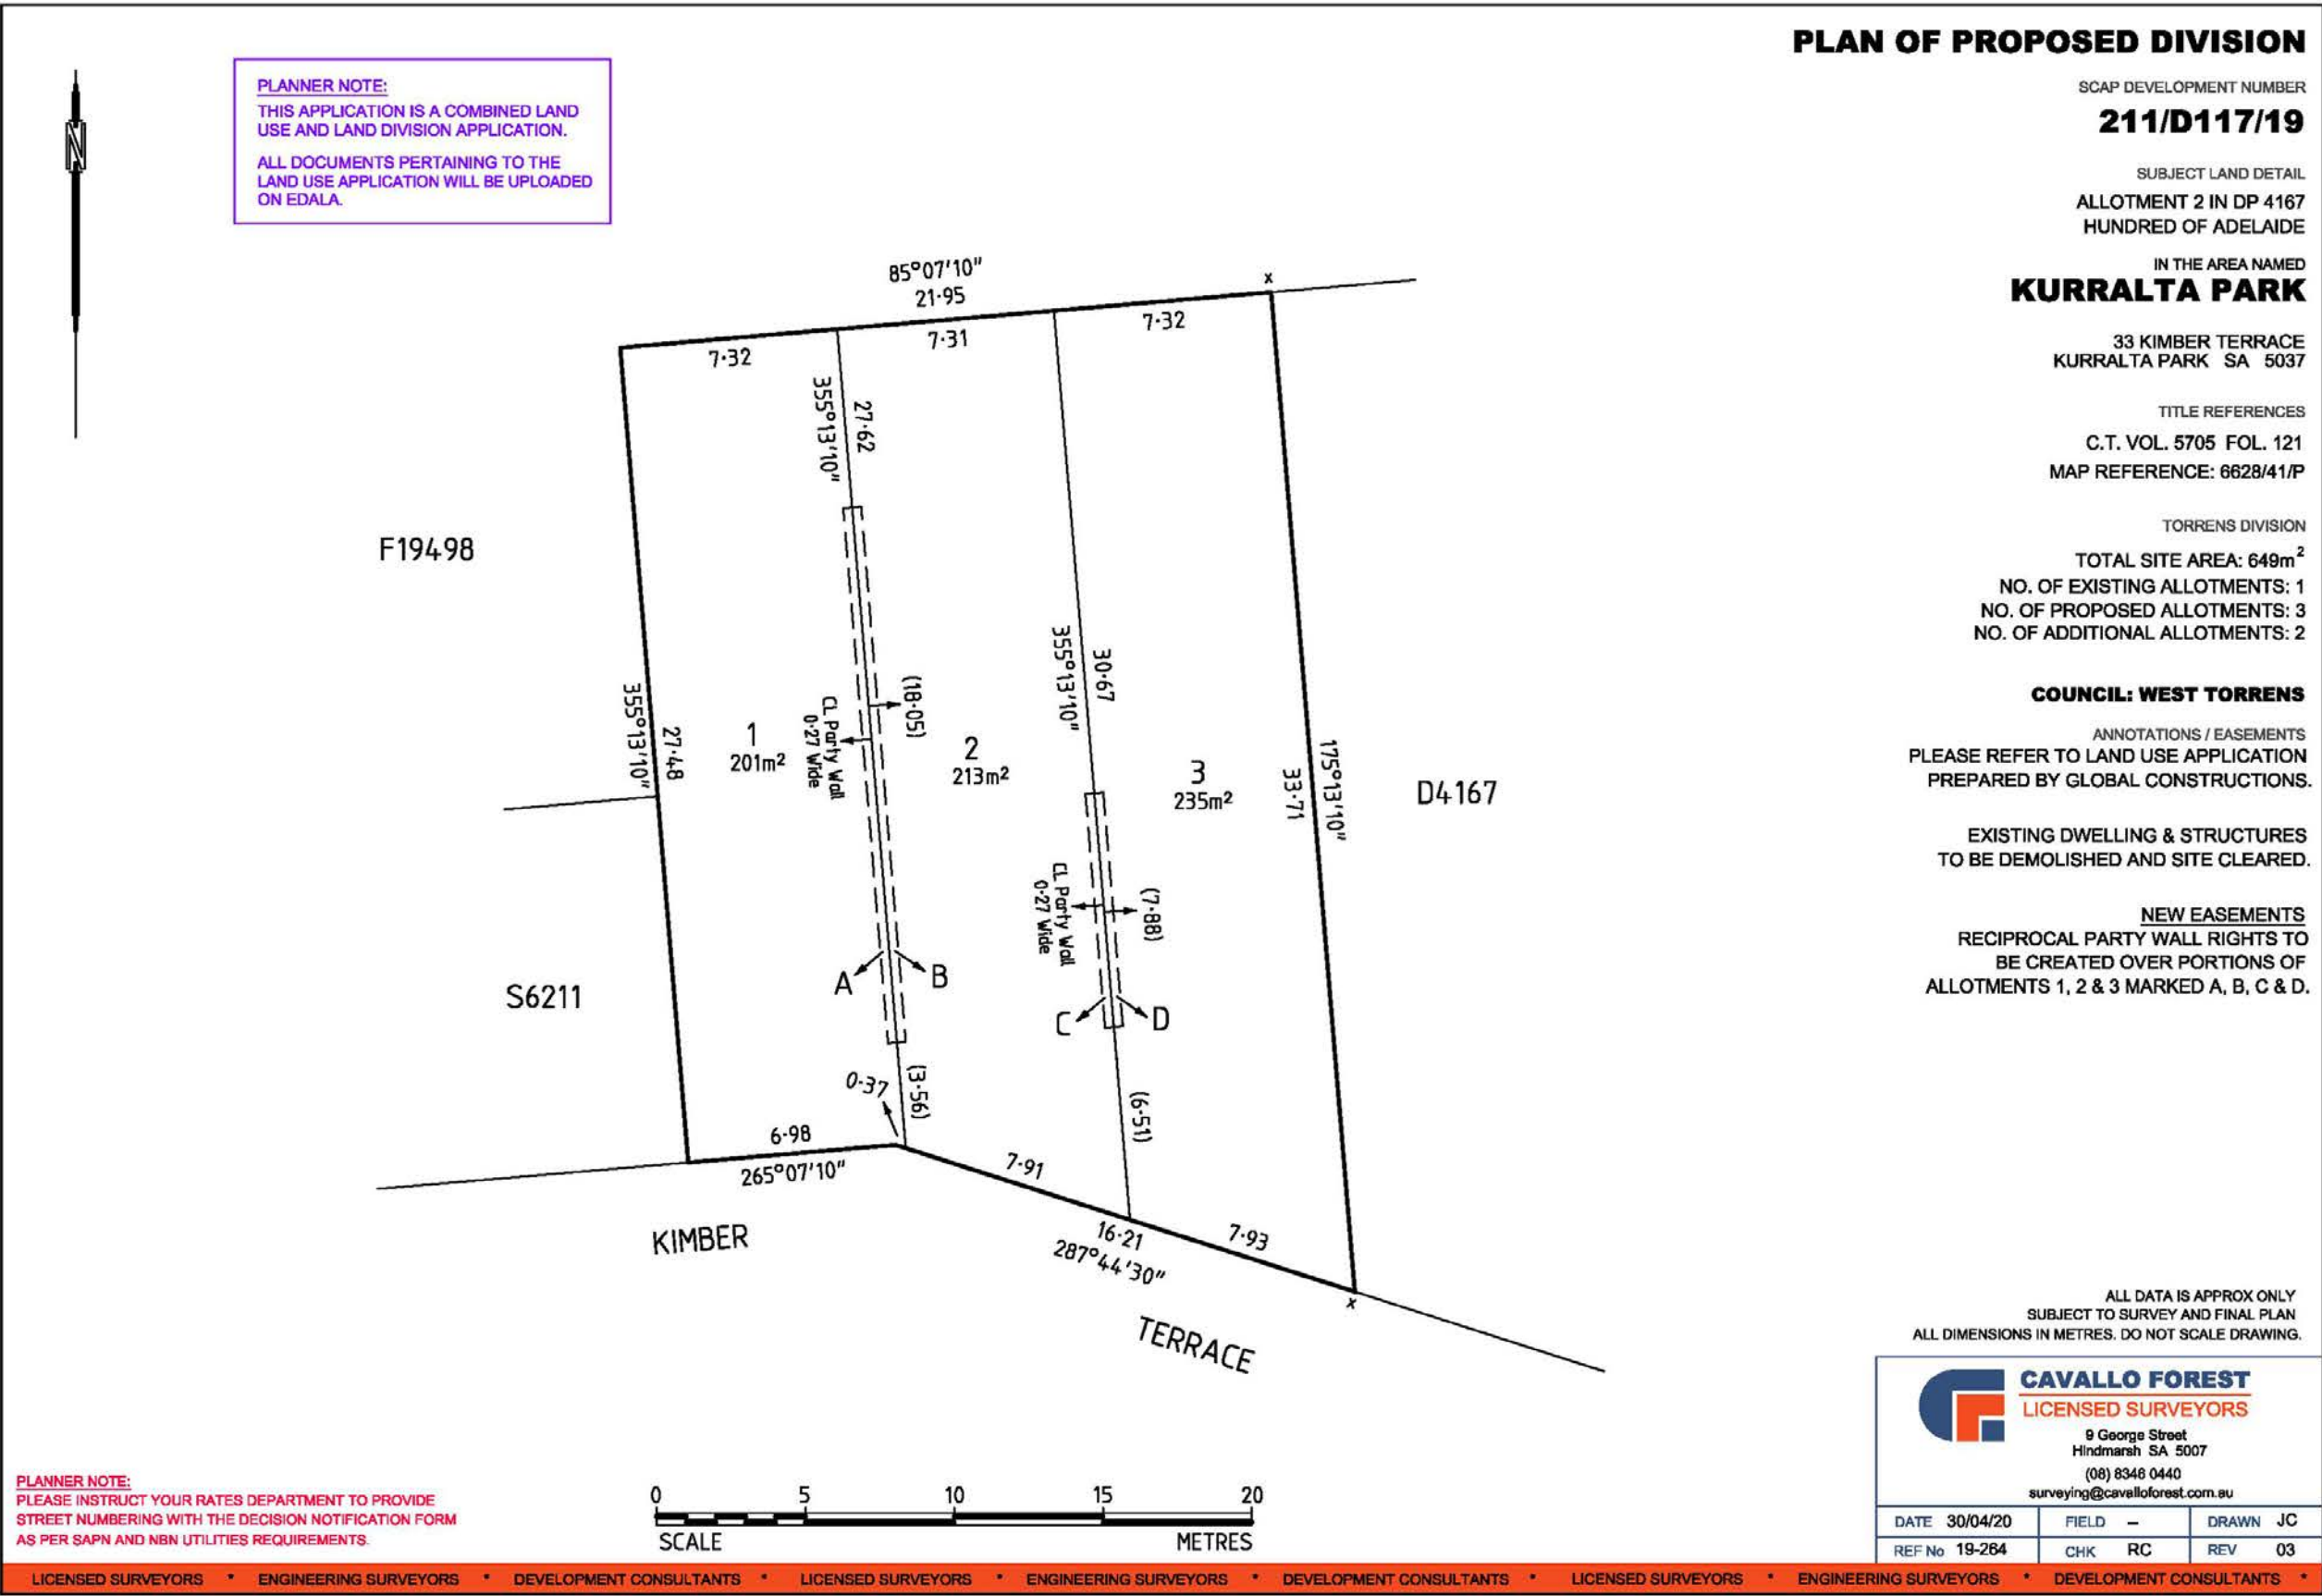 PLAN OF PROPOSED DIVISION
SCAP DEVELOPMENT NUMBER
211/D117/19
SUBJECT LAND DETAIL
ALLOTMENT 2 IN DP 4167
HUNDRED OF ADELAIDE
IN THE AREA NAMED
KURRALTA PARK
33 KIMBER TERRACE
KURRALTA PARK SA 5037
TITLE REFERENCES
C.T. VOL. 5705 FOL. 121
MAP REFERENCE: 6628/41/P
TORRENS DIVISION
TOTAL SITE AREA: 649m²
NO. OF EXISTING ALLOTMENTS: 1
NO. OF PROPOSED ALLOTMENTS: 3
NO. OF ADDITIONAL ALLOTMENTS: 2
COUNCIL: WEST TORRENS
ANNOTATIONS / EASEMENTS
PLEASE REFER TO LAND USE APPLICATION
PREPARED BY GLOBAL CONSTRUCTIONS.
EXISTING DWELLING & STRUCTURES
TO BE DEMOLISHED AND SITE CLEARED.
NEW EASEMENTS
RECIPROCAL PARTY WALL RIGHTS TO
BE CREATED OVER PORTIONS OF
ALLOTMENTS 1, 2 & 3 MARKED A, B, C & D.
N
PLANNER NOTE:
THIS APPLICATION IS A COMBINED LAND
USE AND LAND DIVISION APPLICATION.
ALL DOCUMENTS PERTAINING TO THE
LAND USE APPLICATION WILL BE UPLOADED
ON EDALA.
85°07'10"
21·95
7·32
7·31
7·32
x
355°13'10"
27·62
F19498
355°13'10"
27·48
1
201m²
CL Party Wall
0·27 Wide
(18·05)
2
213m²
355°13'10"
30·67
3
235m²
33·71
175°13'10"
D4167
CL Party Wall
0·27 Wide
(7·88)
A
B
C
D
S6211
0·37
(3·56)
(6·51)
6·98
265°07'10"
7·91
16·21
287°44'30"
7·93
x
KIMBER
TERRACE
ALL DATA IS APPROX ONLY
SUBJECT TO SURVEY AND FINAL PLAN
ALL DIMENSIONS IN METRES. DO NOT SCALE DRAWING.
CAVALLO FOREST
LICENSED SURVEYORS
9 George Street
Hindmarsh SA 5007
(08) 8346 0440
surveying@cavalloforest.com.au
DATE 30/04/20 FIELD – DRAWN JC
REF No 19-264 CHK RC REV 03
PLANNER NOTE:
PLEASE INSTRUCT YOUR RATES DEPARTMENT TO PROVIDE
STREET NUMBERING WITH THE DECISION NOTIFICATION FORM
AS PER SAPN AND NBN UTILITIES REQUIREMENTS.
0 5 10 15 20
SCALE METRES
LICENSED SURVEYORS * ENGINEERING SURVEYORS * DEVELOPMENT CONSULTANTS * LICENSED SURVEYORS * ENGINEERING SURVEYORS * DEVELOPMENT CONSULTANTS * LICENSED SURVEYORS * ENGINEERING SURVEYORS * DEVELOPMENT CONSULTANTS *